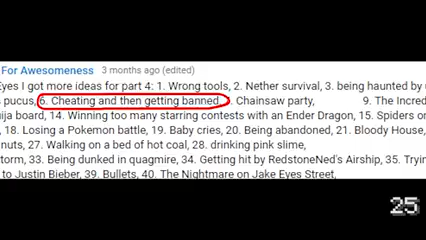 For Awesomeness 3 months ago (edited)
Eyes I got more ideas for part 4: 1. Wrong tools, 2. Nether survival, 3. being haunted by
pucus, 6. Cheating and then getting banned, Chainsaw party, 9. The Incred
ija board, 14. Winning too many starring contests with an Ender Dragon, 15. Spiders or
, 18. Losing a Pokemon battle, 19. Baby cries, 20. Being abandoned, 21. Bloody House,
nuts, 27. Walking on a bed of hot coal, 28. drinking pink slime,
torm, 33. Being dunked in quagmire, 34. Getting hit by RedstoneNed's Airship, 35. Tryin
to Justin Bieber, 39. Bullets, 40. The Nightmare on Jake Eyes Street,
25